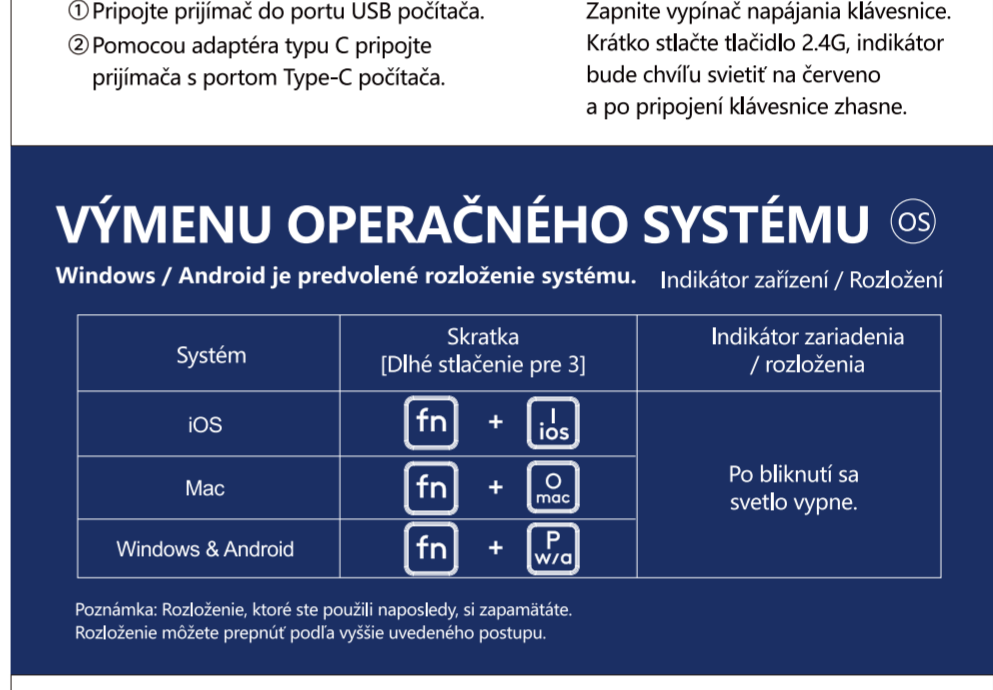 ① Pripojte prijímač do portu USB počítača.
② Pomocou adaptéra typu C pripojte
prijímača s portom Type-C počítača.
Zapnite vypínač napájania klávesnice.
Krátko stlačte tlačidlo 2.4G, indikátor
bude chvíľu svietiť na červeno
a po pripojení klávesnice zhasne.
VÝMENU OPERAČNÉHO SYSTÉMU OS
Windows / Android je predvolené rozloženie systému. Indikátor zařízení / Rozložení
Systém
Skratka
[Dlhé stlačenie pre 3]
Indikátor zariadenia
/ rozloženia
iOS
fn + I
ios
Mac
fn + O
mac
Windows & Android
fn + P
w/a
Po bliknutí sa
svetlo vypne.
Poznámka: Rozloženie, ktoré ste použili naposledy, si zapamätáte.
Rozloženie môžete prepnúť podľa vyššie uvedeného postupu.